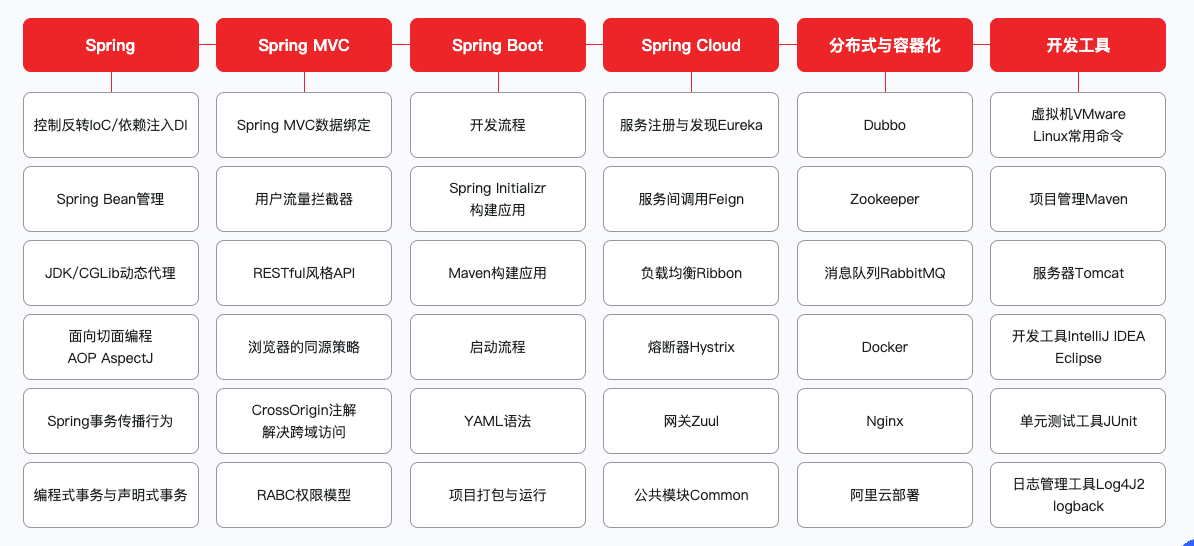 Spring
Spring MVC
Spring Boot
Spring Cloud
分布式与容器化
开发工具
控制反转IoC/依赖注入DI
Spring MVC数据绑定
开发流程
服务注册与发现Eureka
Dubbo
虚拟机VMware
Linux常用命令
Spring Bean管理
用户流量拦截器
Spring Initializr
构建应用
服务间调用Feign
Zookeeper
项目管理Maven
JDK/CGLib动态代理
RESTful风格API
Maven构建应用
负载均衡Ribbon
消息队列RabbitMQ
服务器Tomcat
面向切面编程
AOP AspectJ
浏览器的同源策略
启动流程
熔断器Hystrix
Docker
开发工具IntelliJ IDEA
Eclipse
Spring事务传播行为
CrossOrigin注解
解决跨域访问
YAML语法
网关Zuul
Nginx
单元测试工具JUnit
编程式事务与声明式事务
RABC权限模型
项目打包与运行
公共模块Common
阿里云部署
日志管理工具Log4J2
logback